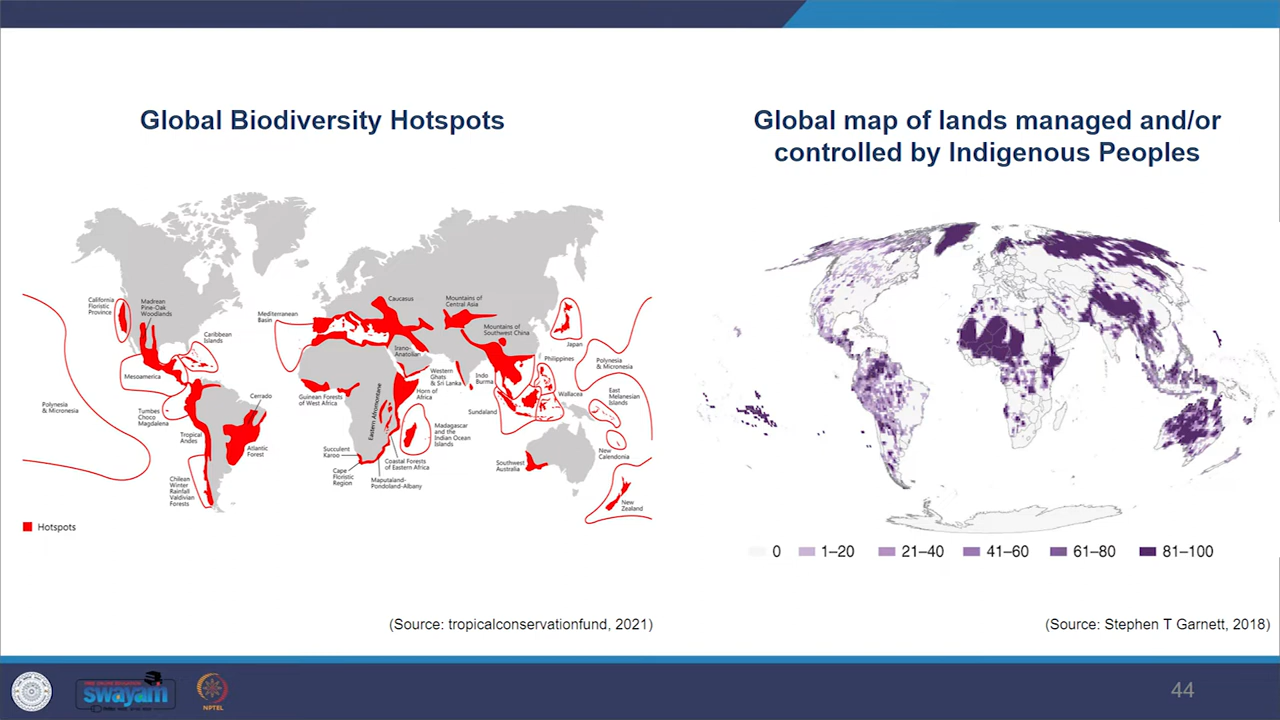 Global Biodiversity Hotspots
California
Floristic
Province
Madrean
Pine-Oak
Woodlands
Caribbean
Islands
Mesoamerica
Polynesia
& Micronesia
Tumbes
Choco
Magdalena
Tropical
Andes
Chilean
Winter
Rainfall
Valdivian
Forests
Cerrado
Atlantic
Forest
Mediterranean
Basin
Caucasus
Irano-
Anatolian
Mountains of
Central Asia
Mountains of
Southwest China
Guinean Forests
of West Africa
Eastern Afromontane
Western
Ghats
& Sri Lanka
Horn of
Africa
Indo
Burma
Japan
Philippines
Polynesia &
Micronesia
Wallacea
East
Melanesian
Islands
Sundaland
Madagascar
and the
Indian Ocean
Islands
Succulent
Karoo
Cape
Floristic
Region
Coastal Forests
of Eastern Africa
Maputaland-
Pondoland-Albany
Southwest
Australia
New
Calendonia
New
Zealand
Hotspots
(Source: tropicalconservationfund, 2021)
Global map of lands managed and/or
controlled by Indigenous Peoples
0 1–20 21–40 41–60 61–80 81–100
(Source: Stephen T Garnett, 2018)
swayam
NPTEL
44